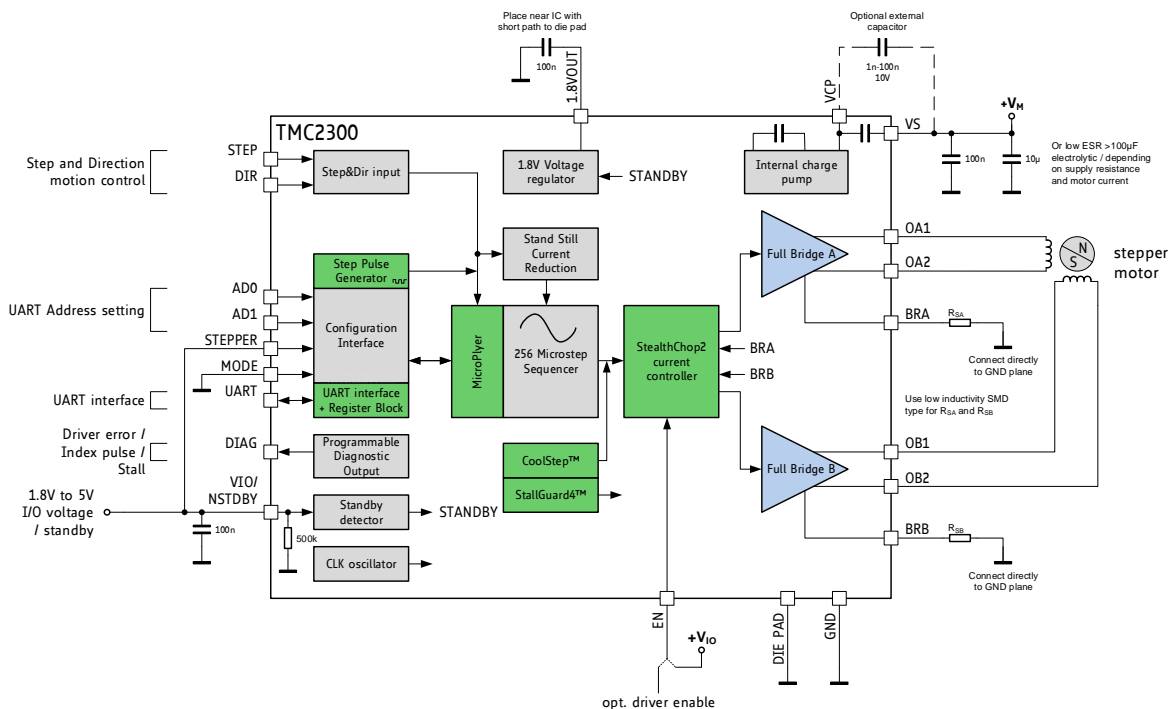 Place near IC with
short path to die pad
100n
1.8VOUT
Optional external
capacitor
1n-100n
10V
VCP
+VM
VS
100n
10µ
Or low ESR >100µF
electrolytic / depending
on supply resistance
and motor current
TMC2300
Step and Direction
motion control
STEP
DIR
Step&Dir input
1.8V Voltage
regulator
STANDBY
Internal charge
pump
Stand Still
Current
Reduction
Step Pulse
Generator
Full Bridge A
OA1
OA2
N
S
stepper
motor
UART Address setting
AD0
AD1
STEPPER
MODE
UART
Configuration
Interface
MicroPlyer
256 Microstep
Sequencer
StealthChop2
current
controller
BRA
BRB
BRA
RSA
Connect directly
to GND plane
UART interface
UART interface
+ Register Block
Use low inductivity SMD
type for RSA and RSB
Driver error /
Index pulse /
Stall
DIAG
Programmable
Diagnostic
Output
CoolStep™
StallGuard4™
Full Bridge B
OB1
OB2
1.8V to 5V
I/O voltage
/ standby
VIO/
NSTDBY
100n
500k
Standby
detector
STANDBY
CLK oscillator
BRB
RSB
Connect directly
to GND plane
EN
+VIO
DIE PAD
GND
opt. driver enable